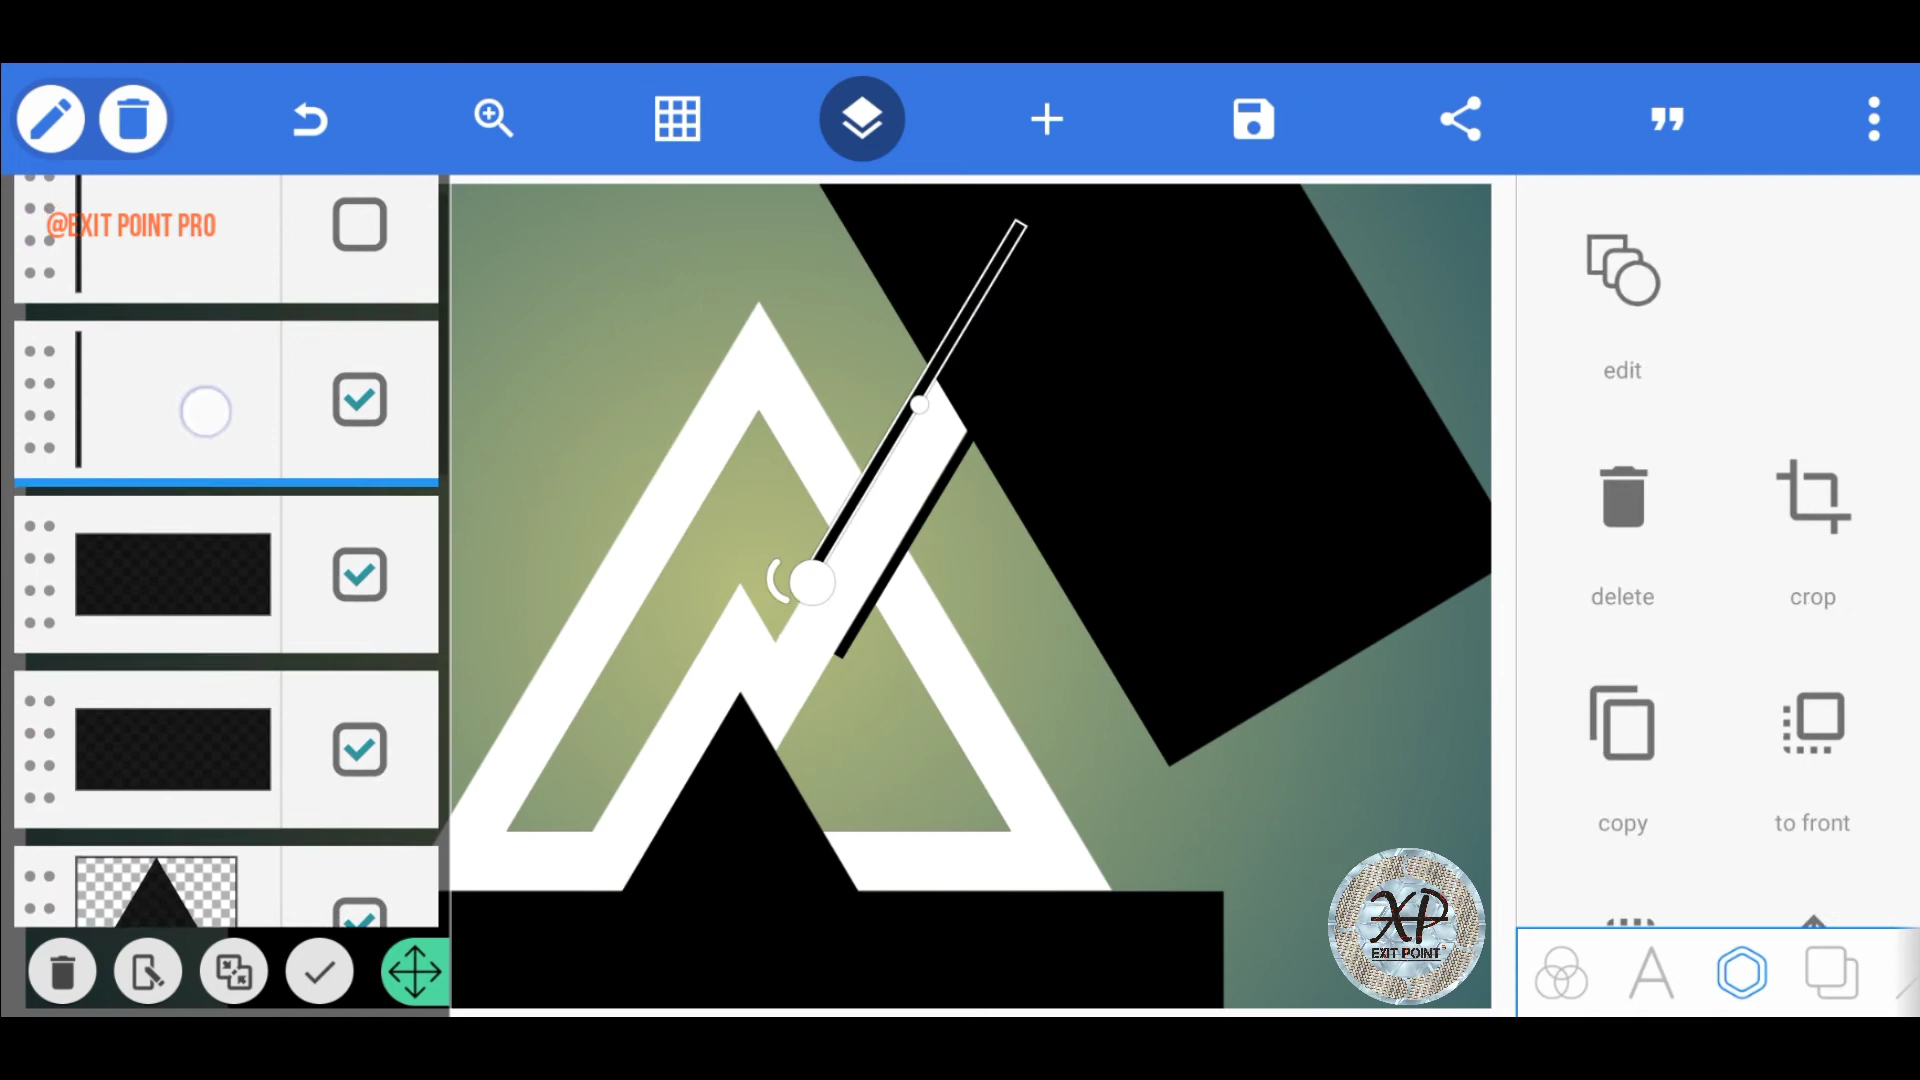 @EXIT POINT PRO
edit
delete
crop
copy
to front
XP
EXIT POINT